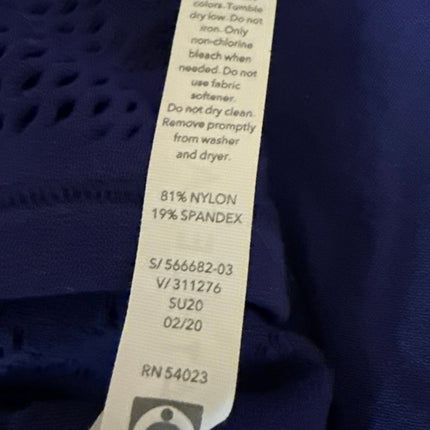 colors. Tumble
dry low. Do not
iron. Only
non-chlorine
bleach when
needed. Do not
use fabric
softener.
Do not dry clean.
Remove promptly
from washer
and dryer.
81% NYLON
19% SPANDEX
S/ 566682-03
V/ 311276
SU20
02/20
RN 54023